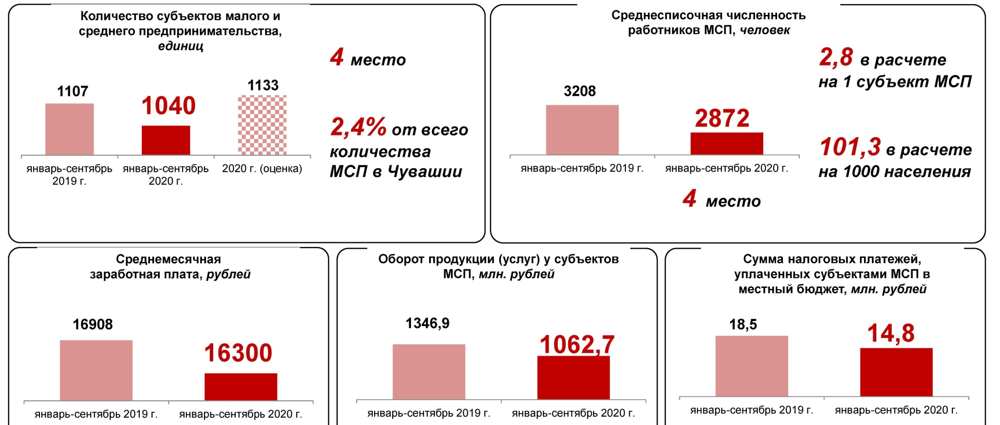 Количество субъектов малого и
среднего предпринимательства,
единиц
4 место
1107
1040
1133
2,4% от всего
количества
МСП в Чувашии
январь-сентябрь
2019 г.
январь-сентябрь
2020 г.
2020 г. (оценка)
Среднесписочная численность
работников МСП, человек
2,8 в расчете
на 1 субъект МСП
3208
2872
101,3 в расчете
на 1000 населения
январь-сентябрь 2019 г.
январь-сентябрь 2020 г.
4 место
Среднемесячная
заработная плата, рублей
16908
16300
январь-сентябрь 2019 г.
январь-сентябрь 2020 г.
Оборот продукции (услуг) у субъектов
МСП, млн. рублей
1346,9
1062,7
январь-сентябрь 2019 г.
январь-сентябрь 2020 г.
Сумма налоговых платежей,
уплаченных субъектами МСП в
местный бюджет, млн. рублей
18,5
14,8
январь-сентябрь 2019 г.
январь-сентябрь 2020 г.